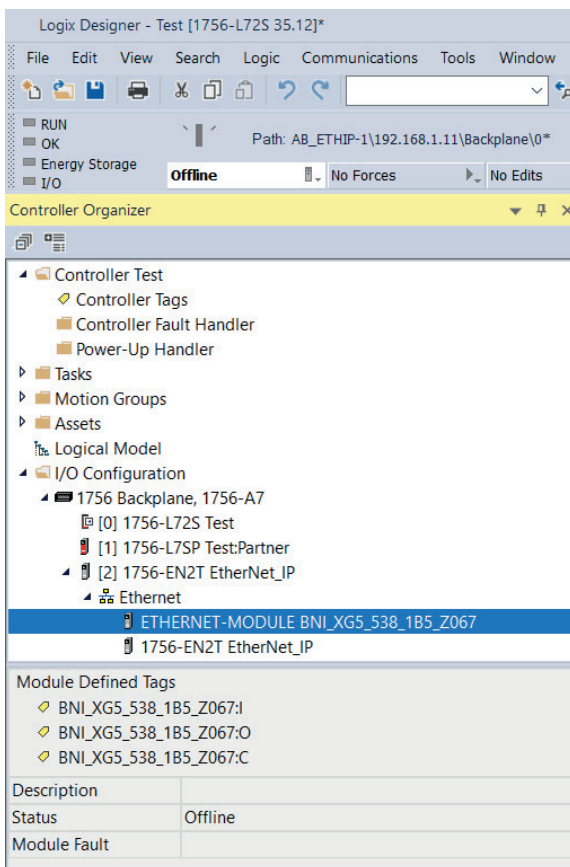 Logix Designer - Test [1756-L72S 35.12]*
File Edit View Search Logic Communications Tools Window
RUN
OK
Energy Storage
I/O
Path: AB_ETHIP-1\192.168.1.11\Backplane\0*
Offline No Forces No Edits
Controller Organizer
Controller Test
Controller Tags
Controller Fault Handler
Power-Up Handler
Tasks
Motion Groups
Assets
Logical Model
I/O Configuration
1756 Backplane, 1756-A7
[0] 1756-L72S Test
[1] 1756-L7SP Test:Partner
[2] 1756-EN2T EtherNet_IP
Ethernet
ETHERNET-MODULE BNI_XG5_538_1B5_Z067
1756-EN2T EtherNet_IP
Module Defined Tags
BNI_XG5_538_1B5_Z067:I
BNI_XG5_538_1B5_Z067:O
BNI_XG5_538_1B5_Z067:C
Description
Status Offline
Module Fault